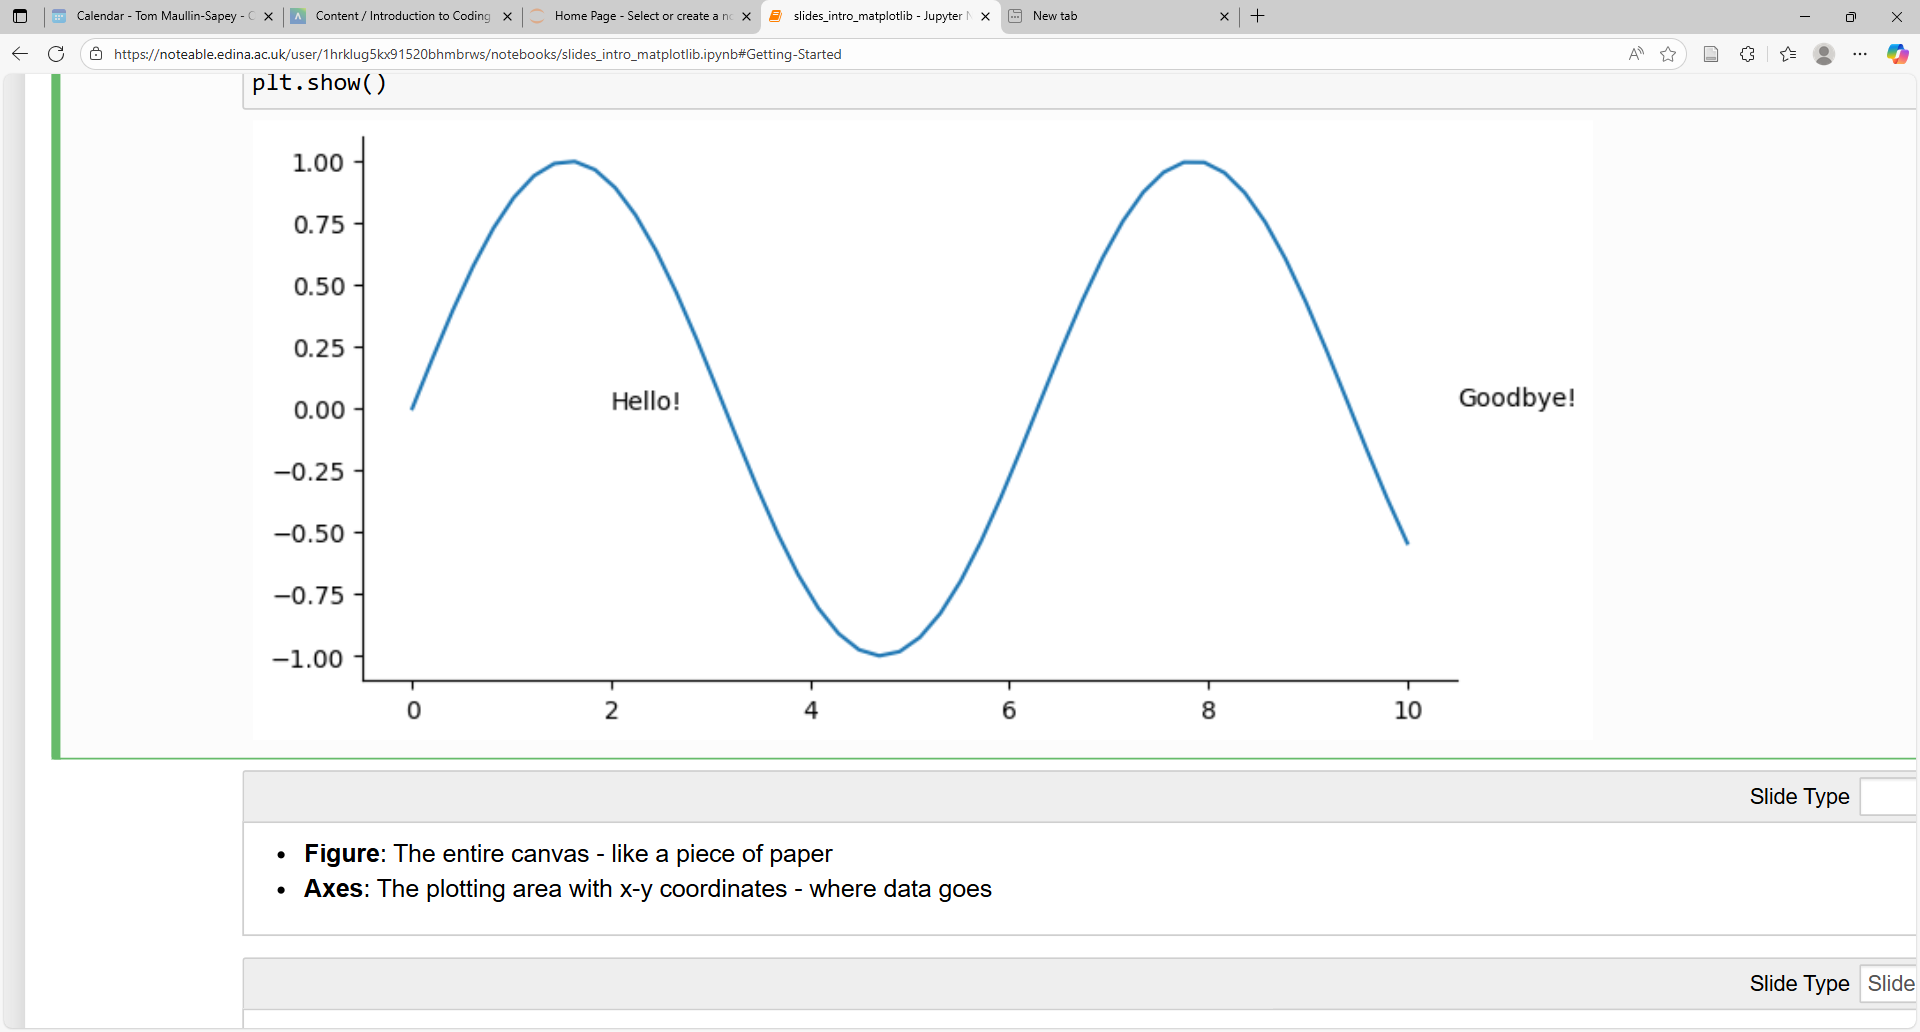 Calendar - Tom Maullin-Sapey - O
Content / Introduction to Coding
Home Page - Select or create a no
slides_intro_matplotlib - Jupyter N
New tab
https://noteable.edina.ac.uk/user/1hrklug5kx91520bhmbrws/notebooks/slides_intro_matplotlib.ipynb#Getting-Started
plt.show()
1.00
0.75
0.50
0.25
0.00
−0.25
−0.50
−0.75
−1.00
Hello!
Goodbye!
0 2 4 6 8 10
Slide Type
• Figure: The entire canvas - like a piece of paper
• Axes: The plotting area with x-y coordinates - where data goes
Slide Type Slide